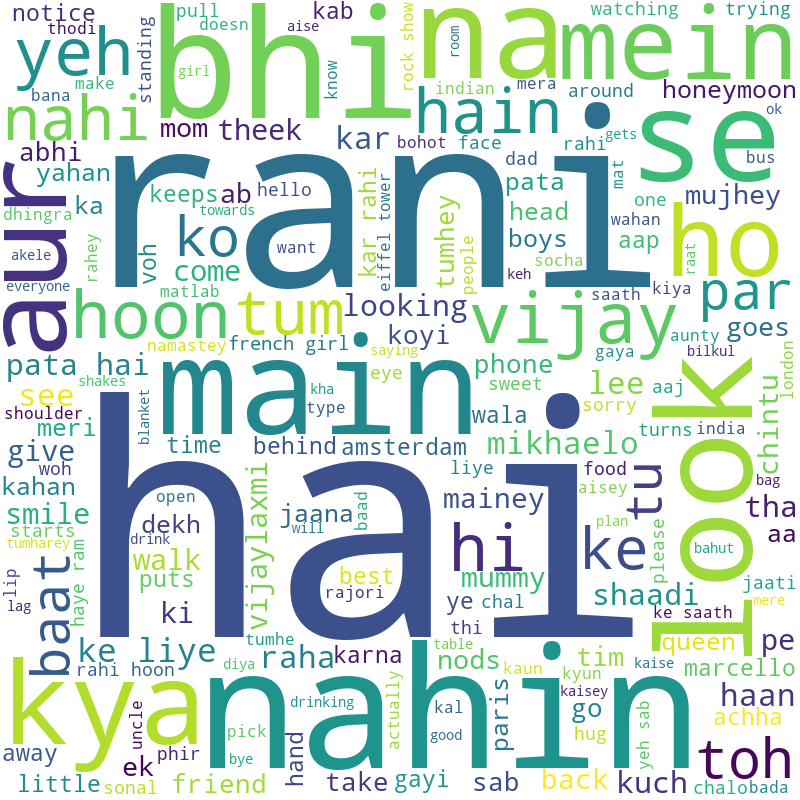 notice
thodi
pull
doesn
kab
aise
watching
trying
yeh
bhi
na
mein
standing
girl
know
rock show
room
indian
mera
ok
make
bana
nahi
mom
theek
kar
hain
around
honeymoon
gets
abhi
rani
bohot
face
rahi
se
bus
yahan
keeps
ab
hello
dad
pata
mat
one
mujhey
dhingra
ka
towards
kar rahi
eiffel tower
tumhey
head
wahan
aur
voh
ko
want
people
boys
aap
ho
akele
rahey
come
keh
socha
raat
everyone
matlab
saath
kiya
par
hoon
tum
looking
vijay
goes
namastey
french girl
koyi
gaya
aunty
bilkul
london
pata hai
saying
phone
shakes
main
eye
sweet
lee
aaj
chintu
see
kha
sorry
look
shoulder
blanket
type
wala
turns
india
meri
give
time
behind
amsterdam
mikhaelo
woh
liye
food
bag
kahan
vijaylaxmi
open
hai
jaana
baad
mainey
aisey
tu
tha
smile
dekh
will
plan
please
aa
starts
drink
hi
ke
tumharey
haye ram
walk
best
bahut
lip
baat
puts
rajori
mummy
shaadi
jaati
lag
ki
ye
chal
ke saath
mere
thi
ke liye
tumhe
table
queen
pe
rahi hoon
raha
karna
nods
kaun
kyun
tim
kaise
marcello
diya
kya
nahin
drinking
actually
kal
paris
kaisey
haan
uncle
pick
go
yeh sab
achha
good
hug
away
phir
bye
hand
toh
ek
little
sonal
friend
take
gayi
sab
back
kuch
chalo
bada